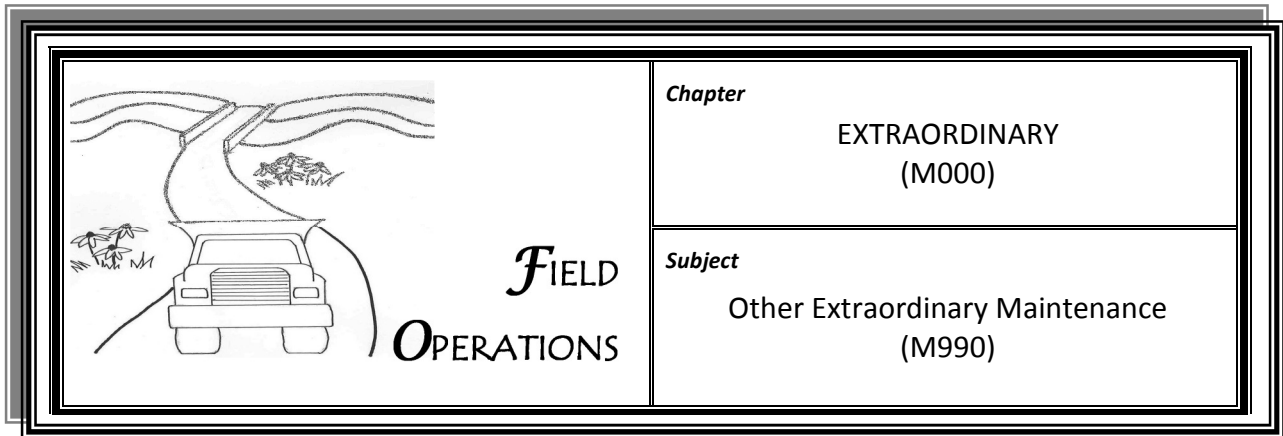 FIELD
OPERATIONS
Chapter
EXTRAORDINARY
(M000)
Subject
Other Extraordinary Maintenance
(M990)